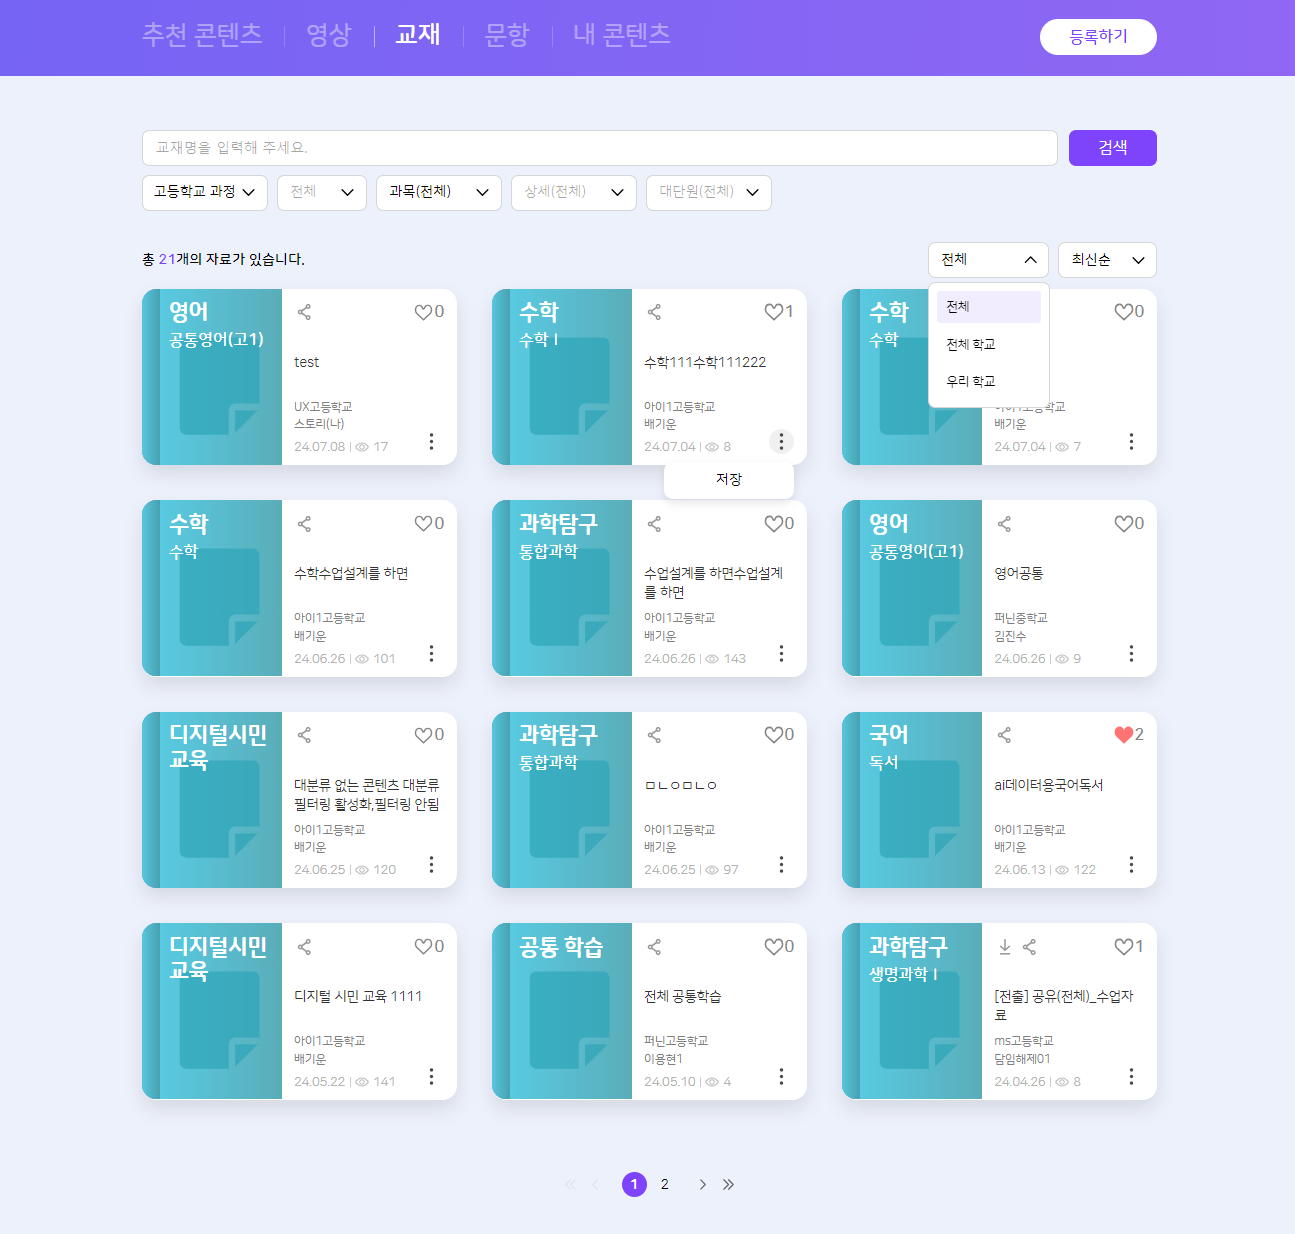 추천 콘텐츠 영상 교재 문항 내 콘텐츠 등록하기
교재명을 입력해 주세요. 검색
고등학교 과정 전체 과목(전체) 상세(전체) 대단원(전체)
총 21개의 자료가 있습니다. 전체 최신순
전체
전체 학교
우리 학교
영어
공통영어(고1)
0
test
UX고등학교
스토리(나)
24.07.08 | 17
수학
수학 I
1
수학111수학111222
아이1고등학교
배기운
24.07.04 | 8
저장
수학
수학
0
아이1고등학교
배기운
24.07.04 | 7
수학
수학
0
수학수업설계를 하면
아이1고등학교
배기운
24.06.26 | 101
과학탐구
통합과학
0
수업설계를 하면수업설계
를 하면
아이1고등학교
배기운
24.06.26 | 143
영어
공통영어(고1)
0
영어공통
퍼닌중학교
김진수
24.06.26 | 9
디지털시민
교육
0
대분류 없는 콘텐츠 대분류
필터링 활성화,필터링 안됨
아이1고등학교
배기운
24.06.25 | 120
과학탐구
통합과학
0
ㅁㄴㅇㅁㄴㅇ
아이1고등학교
배기운
24.06.25 | 97
국어
독서
2
ai데이터용국어독서
아이1고등학교
배기운
24.06.13 | 122
디지털시민
교육
0
디지털 시민 교육 1111
아이1고등학교
배기운
24.05.22 | 141
공통 학습
0
전체 공통학습
퍼닌고등학교
이용현1
24.05.10 | 4
과학탐구
생명과학 I
1
[전출] 공유(전체)_수업자
료
ms고등학교
담임해제01
24.04.26 | 8
1 2